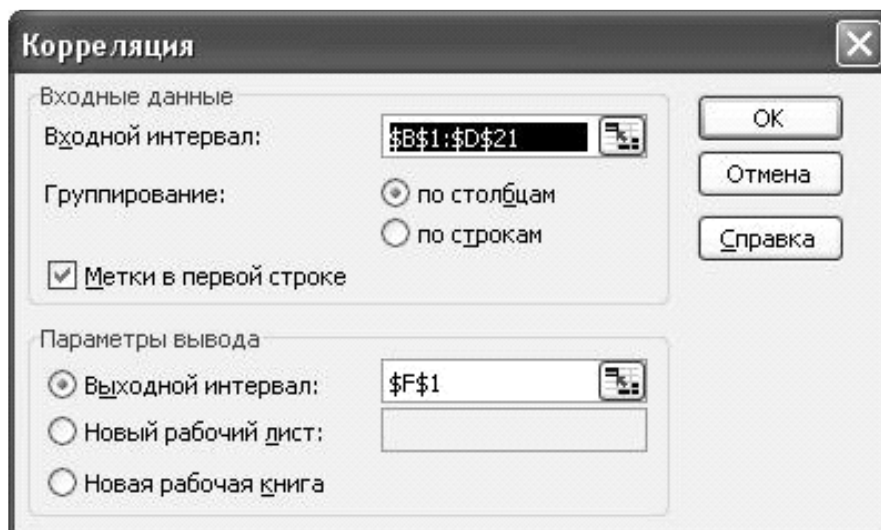 Корреляция
Входные данные
Входной интервал: $B$1:$D$21
Группирование: по столбцам
по строкам
Метки в первой строке
OK
Отмена
Справка
Параметры вывода
Выходной интервал: $F$1
Новый рабочий лист:
Новая рабочая книга